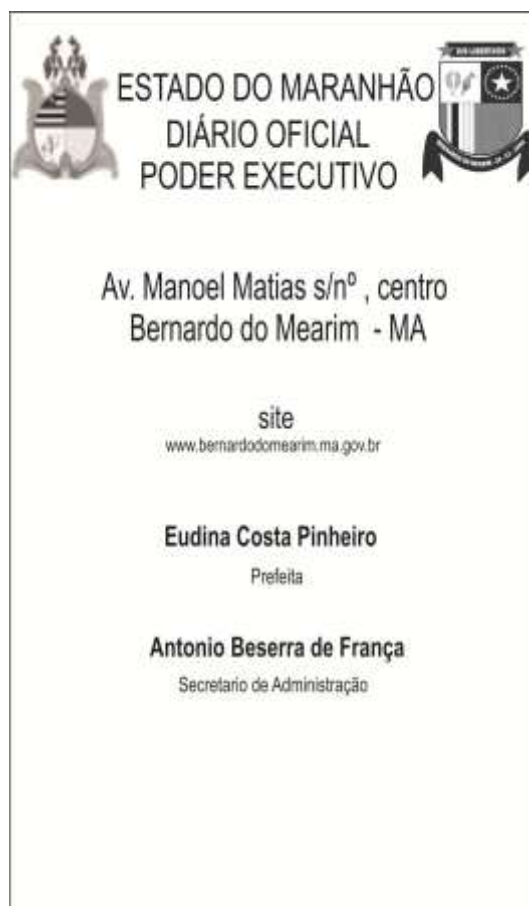 ESTADO DO MARANHÃO
DIÁRIO OFICIAL
PODER EXECUTIVO
Av. Manoel Matias s/nº , centro
Bernardo do Mearim - MA
site
www.bernardodomearim.ma.gov.br
Eudina Costa Pinheiro
Prefeita
Antonio Beserra de França
Secretario de Administração